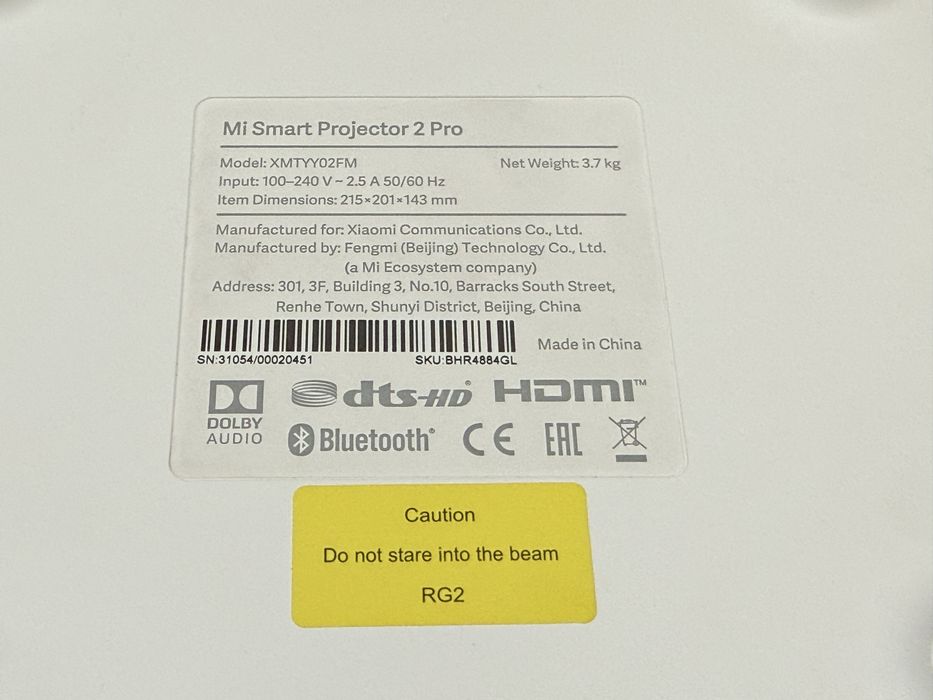 Mi Smart Projector 2 Pro
Model: XMTYY02FM Net Weight: 3.7 kg
Input: 100–240 V ~ 2.5 A 50/60 Hz
Item Dimensions: 215×201×143 mm
Manufactured for: Xiaomi Communications Co., Ltd.
Manufactured by: Fengmi (Beijing) Technology Co., Ltd.
(a Mi Ecosystem company)
Address: 301, 3F, Building 3, No.10, Barracks South Street,
Renhe Town, Shunyi District, Beijing, China
Made in China
SN:31054/00020451 SKU:BHR4884GL
dts-HD® HDMI™
DOLBY
AUDIO
Bluetooth® CE EAC
Caution
Do not stare into the beam
RG2